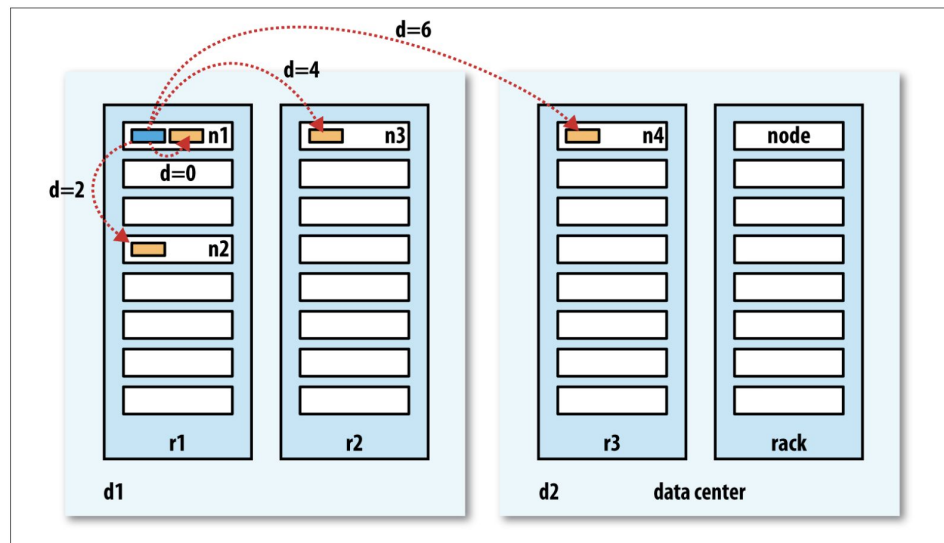 d=6
d=4
n1
n3
n4
node
d=0
d=2
n2
r1
r2
r3
rack
d1
d2
data center